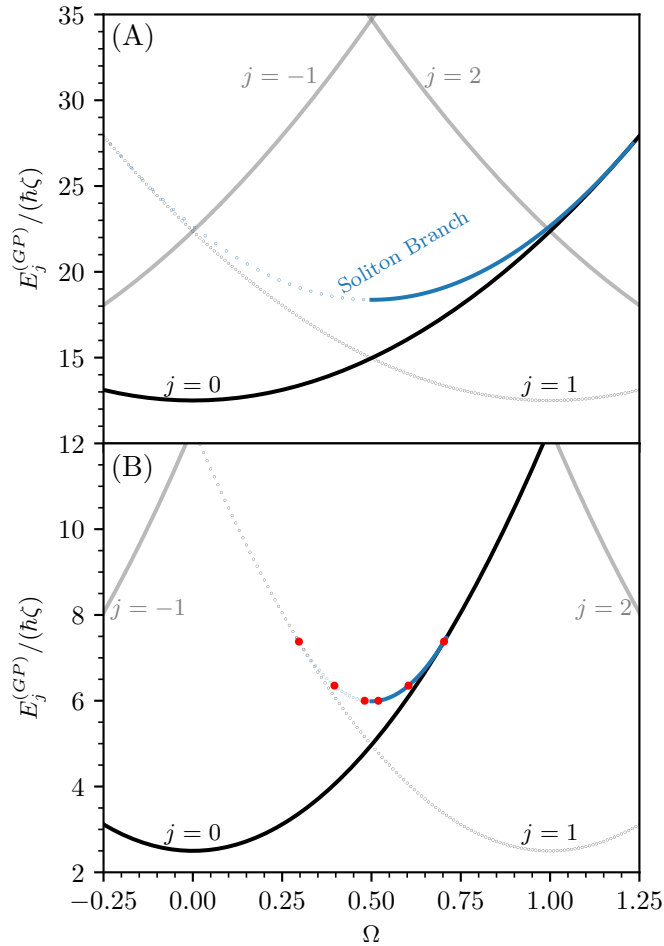 (A)
35
30
25
20
15
E_j^{(GP)}/(ℏζ)
j = −1
j = 2
Soliton Branch
j = 0
j = 1
(B)
12
10
8
6
4
2
E_j^{(GP)}/(ℏζ)
j = −1
j = 2
j = 0
j = 1
−0.25 0.00 0.25 0.50 0.75 1.00 1.25
Ω